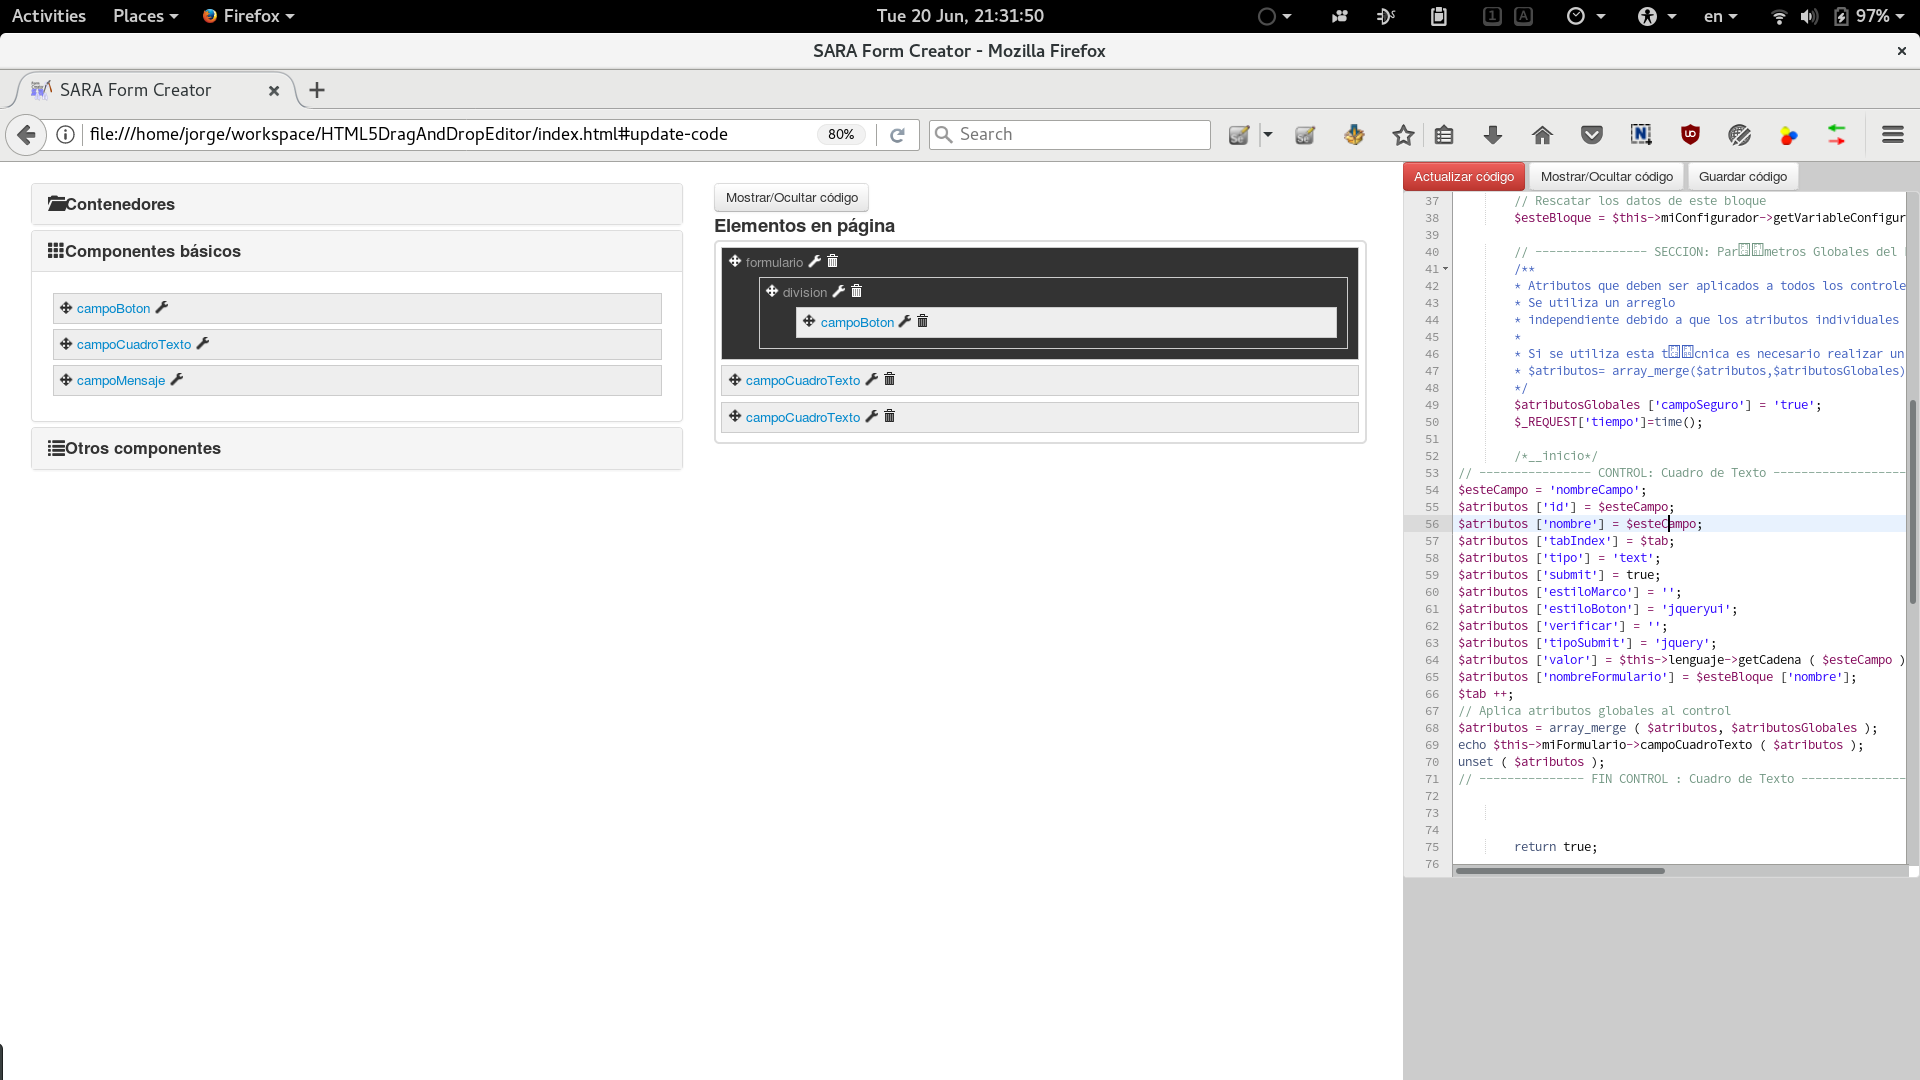 Activities Places Firefox Tue 20 Jun, 21:31:50 1 A en 97%
SARA Form Creator - Mozilla Firefox
SARA Form Creator
file:///home/jorge/workspace/HTML5DragAndDropEditor/index.html#update-code 80% Search
Contenedores
Componentes básicos
campoBoton
campoCuadroTexto
campoMensaje
Otros componentes
Mostrar/Ocultar código
Elementos en página
formulario
division
campoBoton
campoCuadroTexto
campoCuadroTexto
Actualizar código Mostrar/Ocultar código Guardar código
37 // Rescatar los datos de este bloque
38 $esteBloque = $this->miConfigurador->getVariableConfigur
39
40 // ---------------- SECCION: Parmetros Globales del
41 /**
42 * Atributos que deben ser aplicados a todos los controle
43 * Se utiliza un arreglo
44 * independiente debido a que los atributos individuales
45 *
46 * Si se utiliza esta tcnica es necesario realizar un
47 * $atributos= array_merge($atributos,$atributosGlobales)
48 */
49 $atributosGlobales ['campoSeguro'] = 'true';
50 $_REQUEST['tiempo']=time();
51
52 /*__inicio*/
53 // ---------------- CONTROL: Cuadro de Texto -------------------
54 $esteCampo = 'nombreCampo';
55 $atributos ['id'] = $esteCampo;
56 $atributos ['nombre'] = $esteCampo;
57 $atributos ['tabIndex'] = $tab;
58 $atributos ['tipo'] = 'text';
59 $atributos ['submit'] = true;
60 $atributos ['estiloMarco'] = '';
61 $atributos ['estiloBoton'] = 'jqueryui';
62 $atributos ['verificar'] = '';
63 $atributos ['tipoSubmit'] = 'jquery';
64 $atributos ['valor'] = $this->lenguaje->getCadena ( $esteCampo )
65 $atributos ['nombreFormulario'] = $esteBloque ['nombre'];
66 $tab ++;
67 // Aplica atributos globales al control
68 $atributos = array_merge ( $atributos, $atributosGlobales );
69 echo $this->miFormulario->campoCuadroTexto ( $atributos );
70 unset ( $atributos );
71 // --------------- FIN CONTROL : Cuadro de Texto ---------------
72
73
74
75 return true;
76